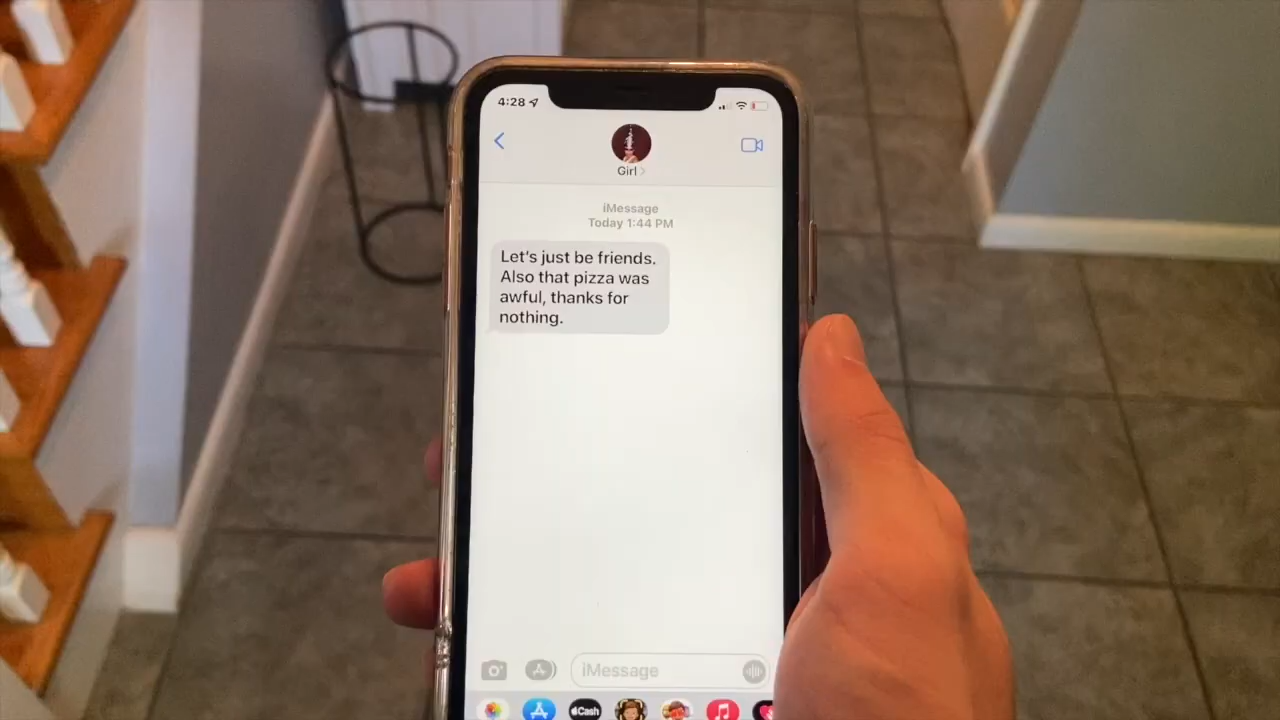 4:28
Girl
iMessage
Today 1:44 PM
Let's just be friends.
Also that pizza was
awful, thanks for
nothing.
iMessage
Cash